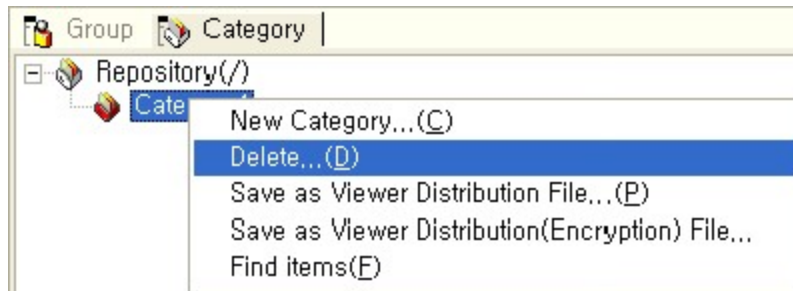 Group Category
Repository(/)
Cate
New Category...(C)
Delete...(D)
Save as Viewer Distribution File...(P)
Save as Viewer Distribution(Encryption) File...
Find items(F)